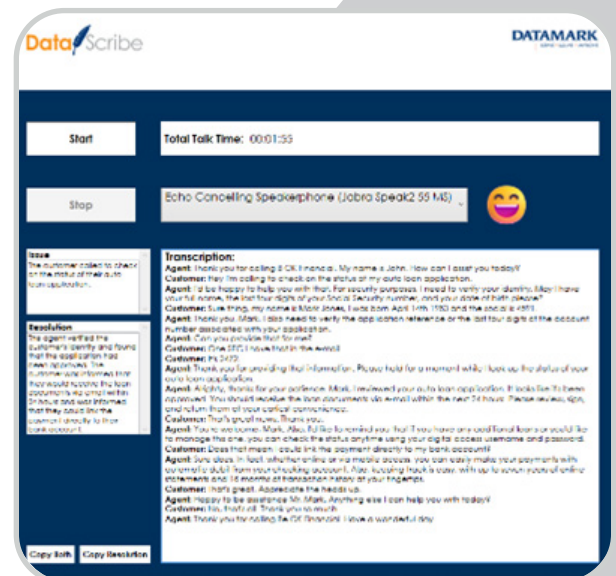 DataScribe
DATAMARK
Start
Total Talk Time: 00:01:55
Stop
Echo Cancelling Speakerphone (Jabra Speak2 55 MS)
Issue
The customer called to check
on the status of their auto
loan application.
Resolution
The agent verified the
customer's identity and found
that the application had
been approved. The
customer was informed that
they would receive the loan
documents via email within
24 hours and was informed
that they could link the
payment directly to their
bank account.
Copy Both
Copy Resolution
Transcription:
Agent: Thank you for calling Financial. My name is John. How can I assist you today?
Customer: Hey I'm calling to check on the status of my auto loan application.
Agent: I'd be happy to help you with that. For security purposes, I need to verify your identity. May I have
your full name, the last four digits of your Social Security number, and your date of birth please?
Customer: Sure thing, my name is Mark Jones, I was born April 14th and the social is
Agent: Thank you, Mark. I also need to verify the application reference or the last four digits of the account
number associated with your application.
Agent: Can you provide that for me?
Customer: One I have that in the email
Customer: It's
Agent: Thank you for providing that information. Please hold for a moment while I look up the status of your
auto loan application.
Agent: Alrighty, thanks for your patience. Mark, I reviewed your auto loan application. It looks like it's been
approved. You should receive the loan documents via e-mail within the next 24 hours. Please review, sign,
and return them at your earliest convenience.
Customer: That's great news. Thank you.
Agent: You're welcome, Mark. Also, I'd like to remind you that if you have any additional loans or would like
to manage this one, you can check the status anytime using your digital access username and password.
Customer: Does that mean I could link the payment directly to my bank account?
Agent: Sure does. In fact, whether online or via mobile access, you can easily make your payments with
automatic debit from your checking account. Also, keeping track is easy, with up to seven years of online
statements and months of transaction history at your fingertips.
Customer: That's great. Appreciate the heads up.
Agent: Happy to be assistance Mr. Mark. Anything else I can help you with today?
Customer: No, that's all. Thank you so much
Agent: Thank you for calling Financial. Have a wonderful day